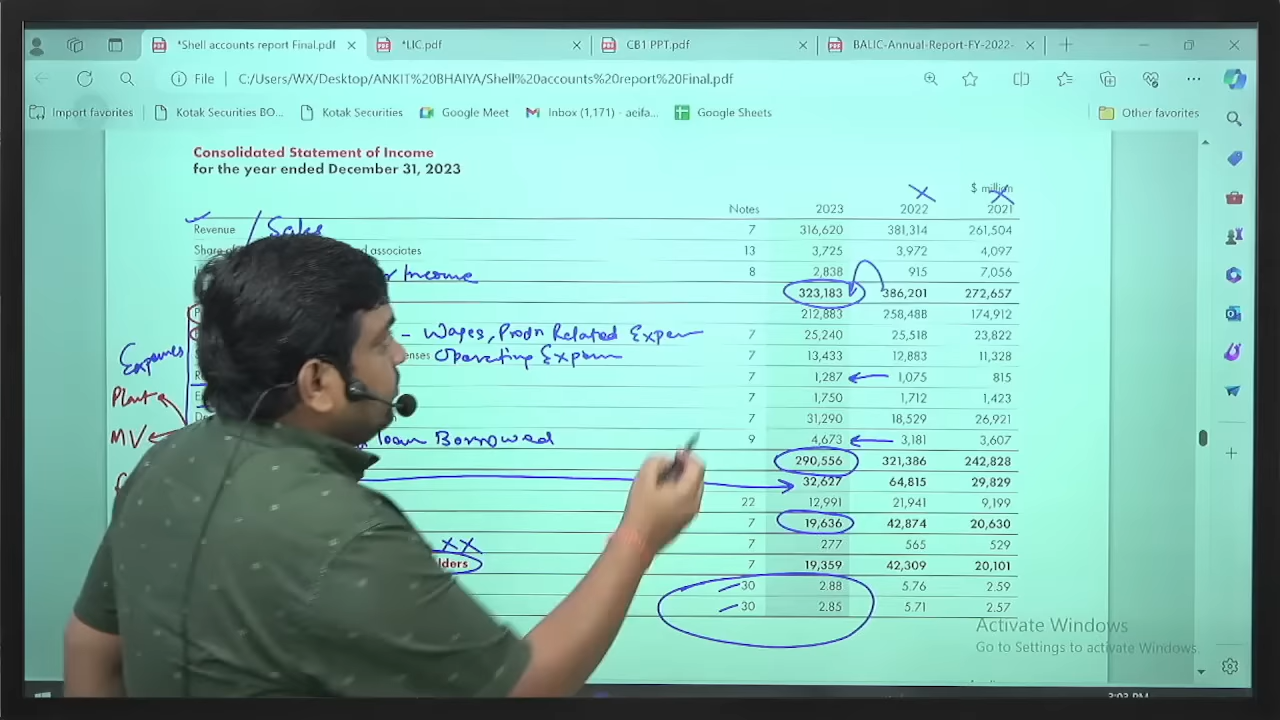 *Shell accounts report Final.pdf
*LIC.pdf
CB1 PPT.pdf
BALIC-Annual-Report-FY-2022-
File C:/Users/WX/Desktop/ANKIT%20BHAIYA/Shell%20accounts%20report%20Final.pdf
Import favorites Kotak Securities BO... Kotak Securities Google Meet Inbox (1,171) - aeifa... Google Sheets Other favorites
Consolidated Statement of Income
for the year ended December 31, 2023
X X
$ million
Notes 2023 2022 2021
Revenue / Sales 7 316,620 381,314 261,504
Share associates 13 3,725 3,972 4,097
Income 8 2,838 915 7,056
323,183 386,201 272,657
212,883 258,488 174,912
- Wages, Prodn Related Expen 7 25,240 25,518 23,822
Expenses enses Operating Expen 7 13,433 12,883 11,328
7 1,287 1,075 815
Plant 7 1,750 1,712 1,423
7 31,290 18,529 26,921
MV loan Borrowed 9 4,673 3,181 3,607
290,556 321,386 242,828
32,627 64,815 29,829
22 12,991 21,941 9,199
7 19,636 42,874 20,630
XX 7 277 565 529
lders 7 19,359 42,309 20,101
30 2.88 5.76 2.59
30 2.85 5.71 2.57
Activate Windows
Go to Settings to activate Windows.
3:03 PM